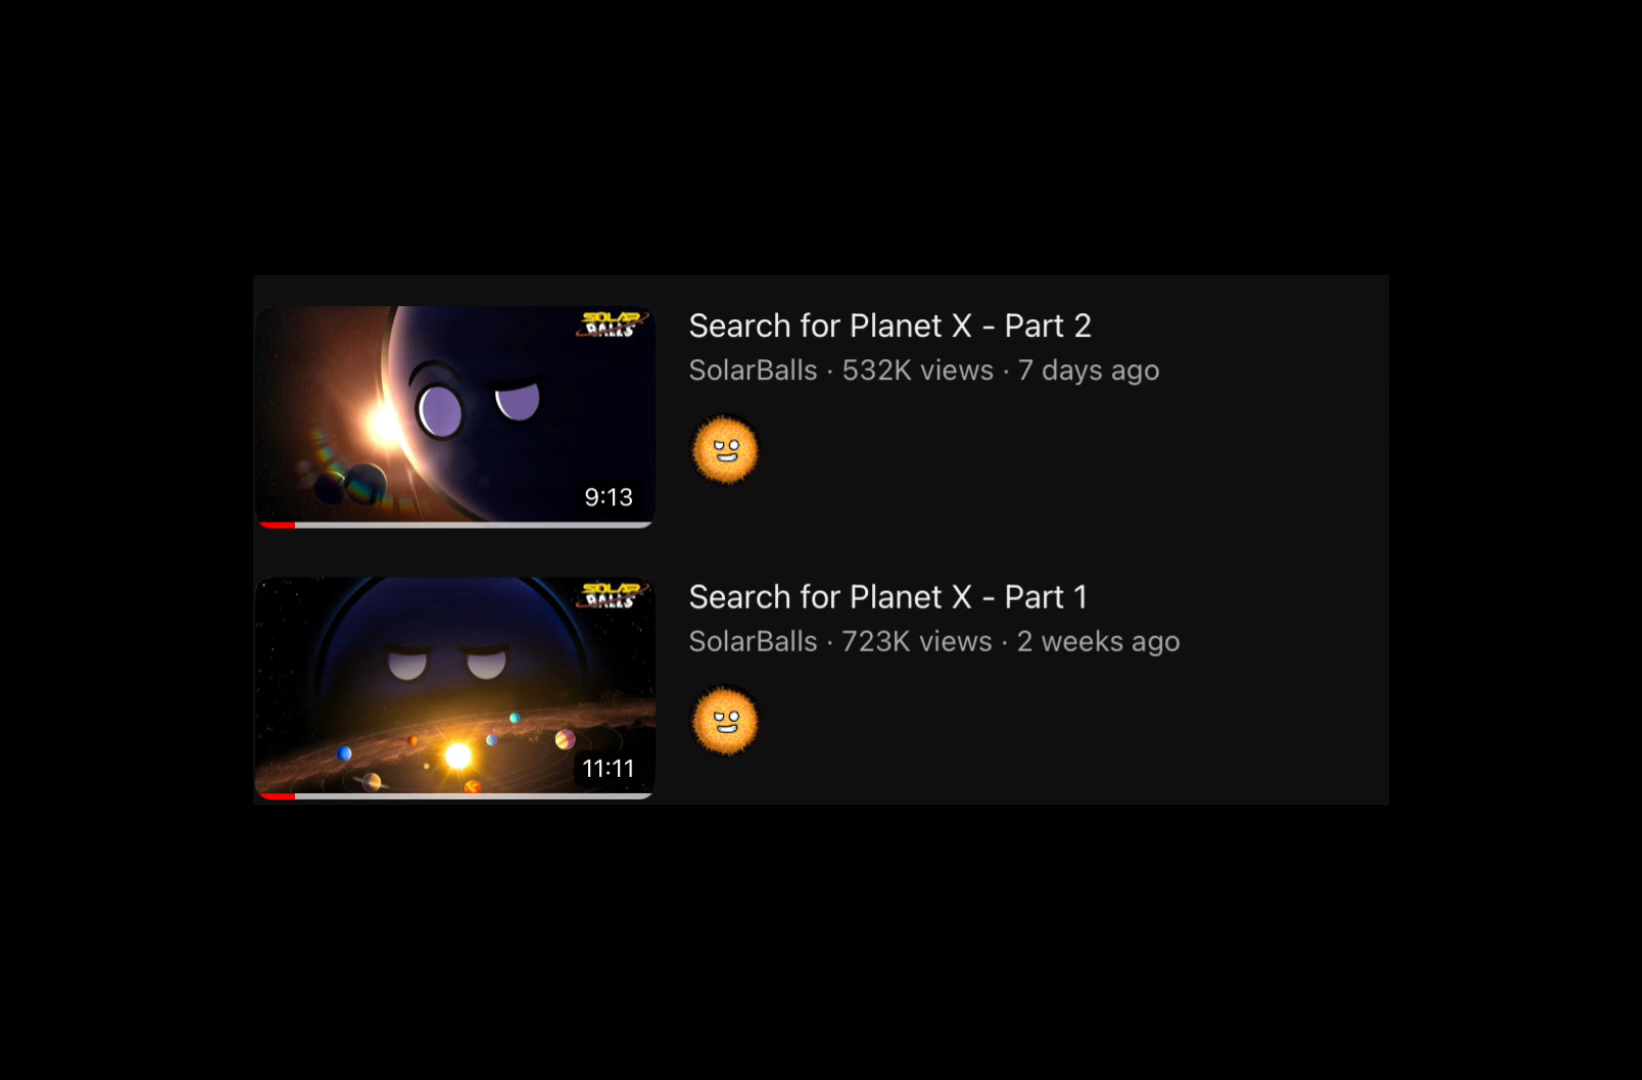 SOLAR
BALLS
9:13
Search for Planet X - Part 2
SolarBalls · 532K views · 7 days ago
SOLAR
BALLS
11:11
Search for Planet X - Part 1
SolarBalls · 723K views · 2 weeks ago